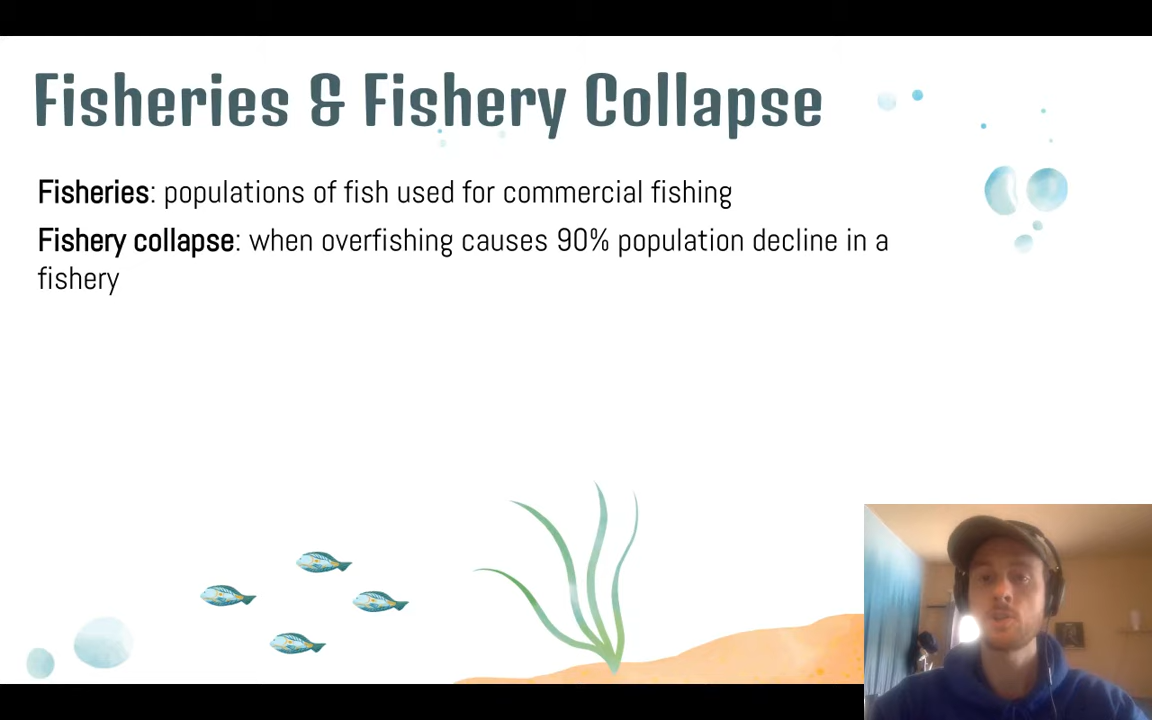 Fisheries & Fishery Collapse
Fisheries: populations of fish used for commercial fishing
Fishery collapse: when overfishing causes 90% population decline in a
fishery